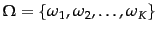 Ω = {ω₁, ω₂, . . . , ω_K}